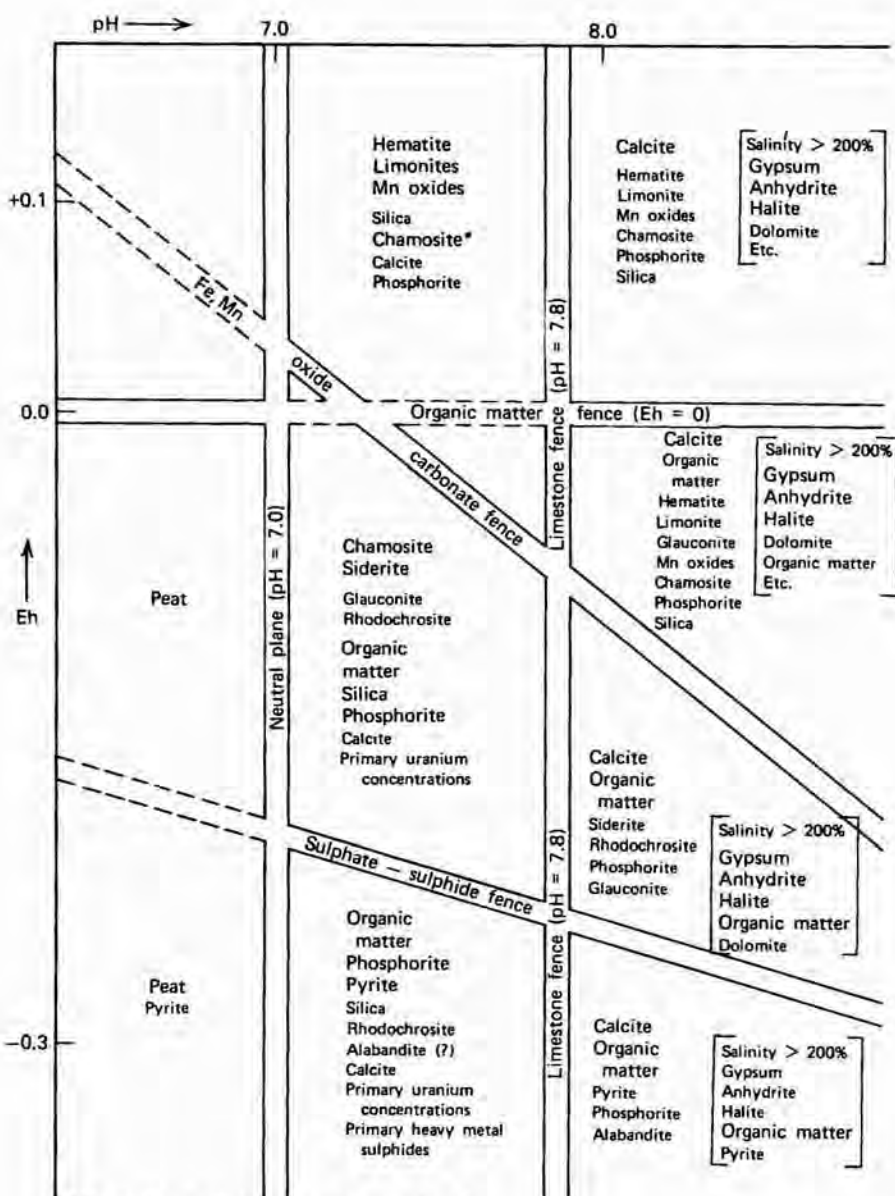 pH
7.0
8.0
Hematite
Limonites
Mn oxides
Silica
Chamosite*
Calcite
Phosphorite
Calcite
Hematite
Limonite
Mn oxides
Chamosite
Phosphorite
Silica
Salinity > 200%
Gypsum
Anhydrite
Halite
Dolomite
Etc.
+0.1
Fe, Mn
oxide
Limestone fence (pH = 7.8)
0.0
Organic matter fence (Eh = 0)
carbonate fence
Calcite
Organic
matter
Hematite
Limonite
Glauconite
Mn oxides
Chamosite
Phosphorite
Silica
Salinity > 200%
Gypsum
Anhydrite
Halite
Dolomite
Organic matter
Etc.
Eh
Peat
Neutral plane (pH = 7.0)
Chamosite
Siderite
Glauconite
Rhodochrosite
Organic
matter
Silica
Phosphorite
Calcite
Primary uranium
concentrations
Calcite
Organic
matter
Siderite
Rhodochrosite
Phosphorite
Glauconite
Salinity > 200%
Gypsum
Anhydrite
Halite
Organic matter
Dolomite
Sulphate – sulphide fence
Limestone fence (pH = 7.8)
Peat
Pyrite
-0.3
Organic
matter
Phosphorite
Pyrite
Silica
Rhodochrosite
Alabandite (?)
Calcite
Primary uranium
concentrations
Primary heavy metal
sulphides
Calcite
Organic
matter
Pyrite
Phosphorite
Alabandite
Salinity > 200%
Gypsum
Anhydrite
Halite
Organic matter
Pyrite